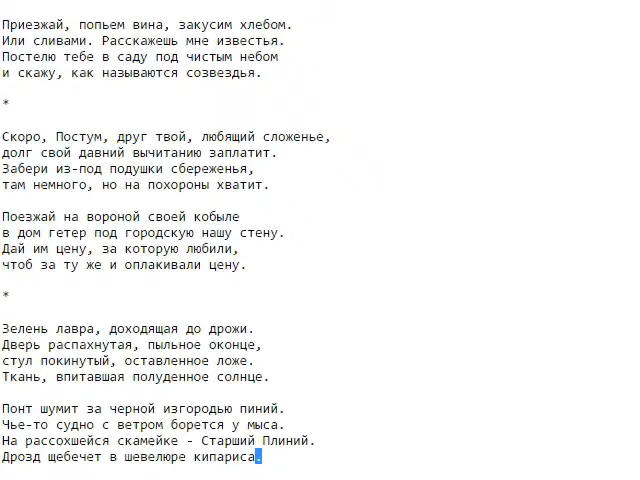 Приезжай, попьем вина, закусим хлебом.
Или сливами. Расскажешь мне известья.
Постелю тебе в саду под чистым небом
и скажу, как называются созвездья.
*
Скоро, Постум, друг твой, любящий сложенье,
долг свой давний вычитанию заплатит.
Забери из-под подушки сбереженья,
там немного, но на похороны хватит.
Поезжай на вороной своей кобыле
в дом гетер под городскую нашу стену.
Дай им цену, за которую любили,
чтоб за ту же и оплакивали цену.
*
Зелень лавра, доходящая до дрожи.
Дверь распахнутая, пыльное оконце,
стул покинутый, оставленное ложе.
Ткань, впитавшая полуденное солнце.
Понт шумит за черной изгородью пиний.
Чье-то судно с ветром борется у мыса.
На рассохшейся скамейке - Старший Плиний.
Дрозд щебечет в шевелюре кипариса.